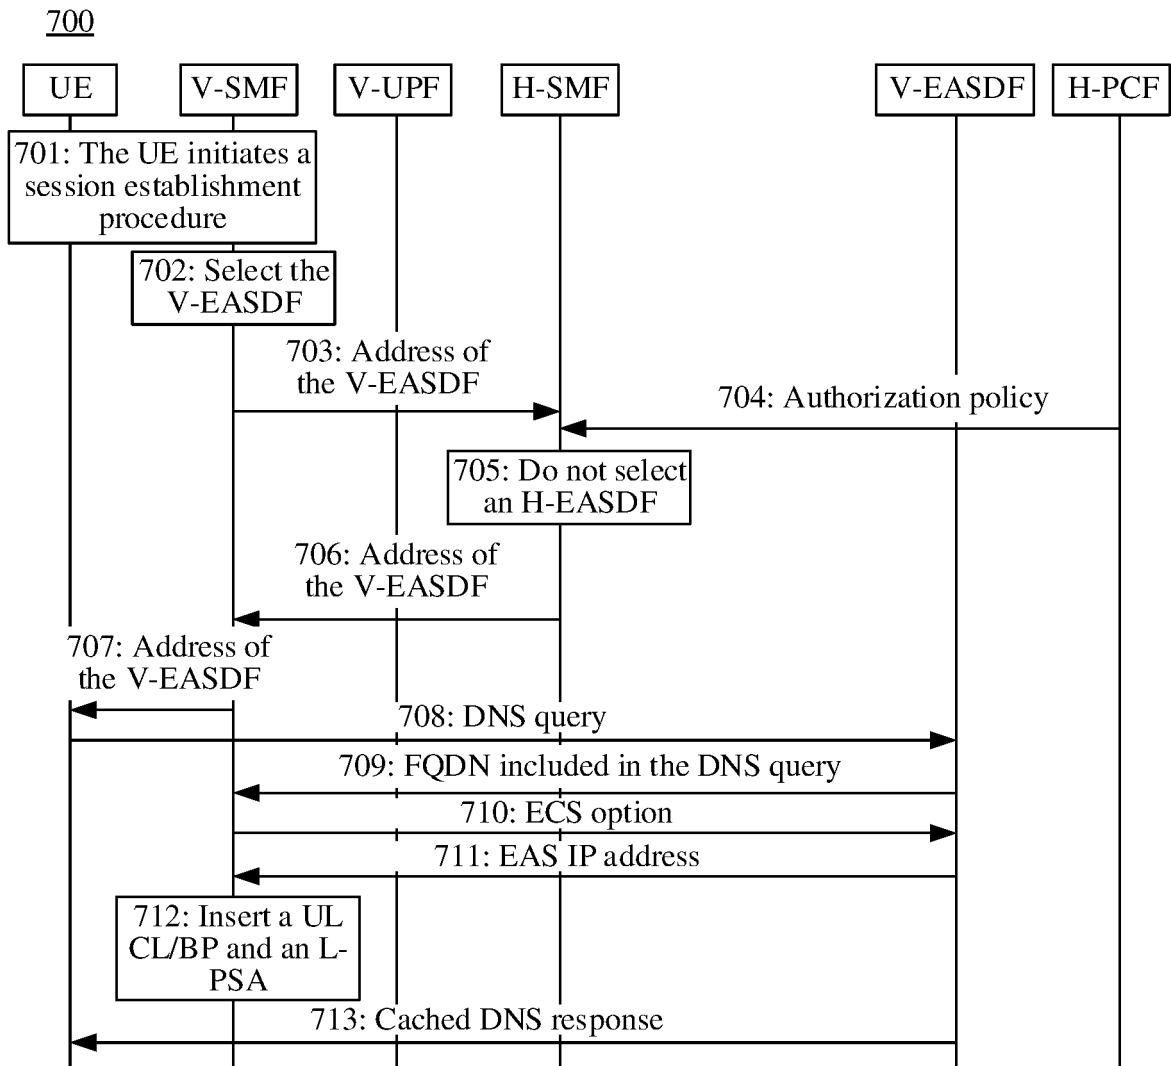 700
UE
V-SMF
V-UPF
H-SMF
V-EASDF
H-PCF
701: The UE initiates a
session establishment
procedure
702: Select the
V-EASDF
703: Address of
the V-EASDF
704: Authorization policy
705: Do not select
an H-EASDF
706: Address of
the V-EASDF
707: Address of
the V-EASDF
708: DNS query
709: FQDN included in the DNS query
710: ECS option
711: EAS IP address
712: Insert a UL
CL/BP and an L-
PSA
713: Cached DNS response